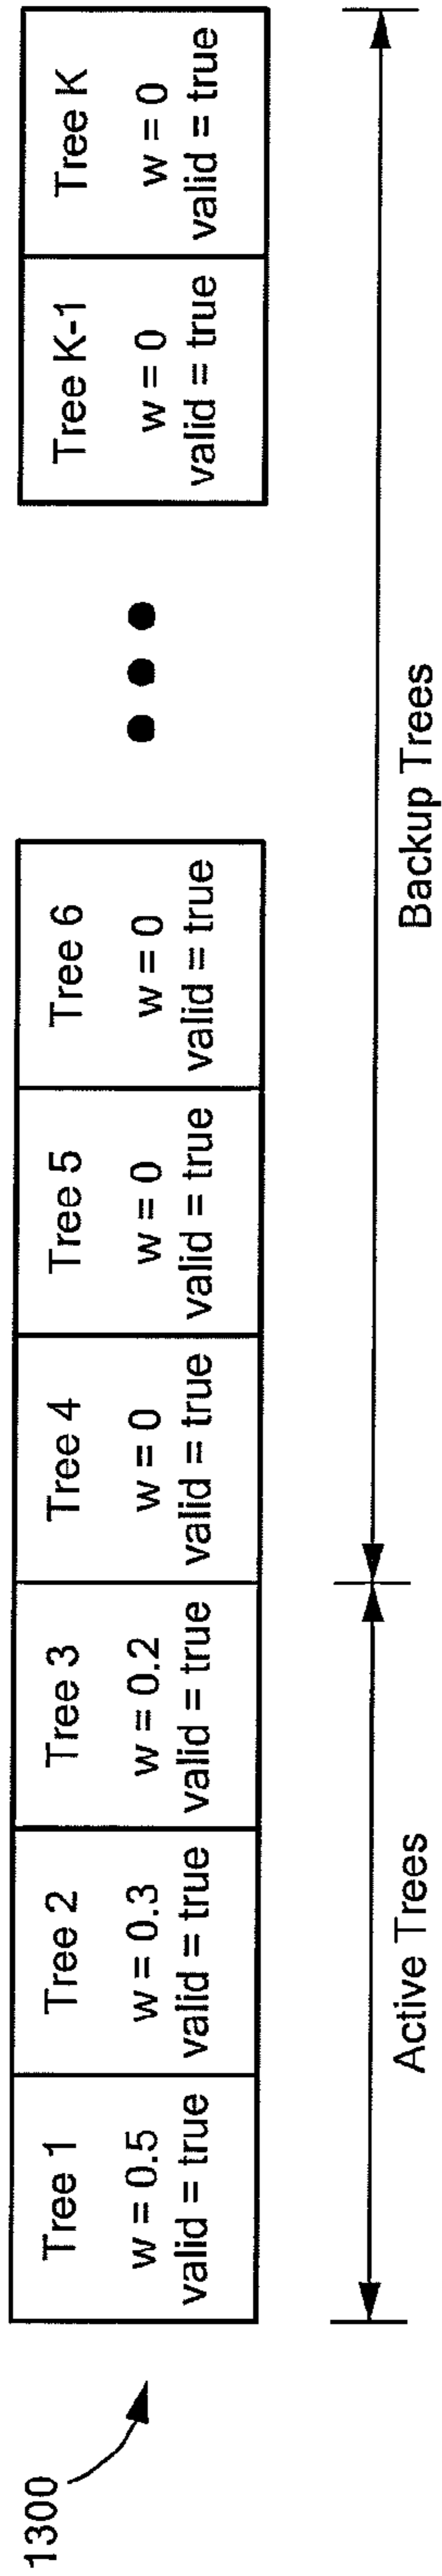 1300
Tree 1
w = 0.5
valid = true
Tree 2
w = 0.3
valid = true
Tree 3
w = 0.2
valid = true
Tree 4
w = 0
valid = true
Tree 5
w = 0
valid = true
Tree 6
w = 0
valid = true
Tree K-1
w = 0
valid = true
Tree K
w = 0
valid = true
Active Trees
Backup Trees